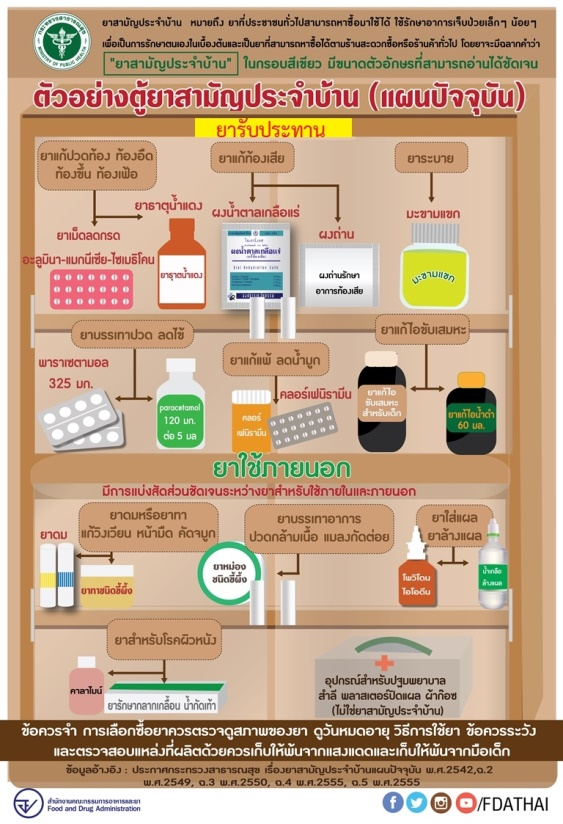 กระทรวงสาธารณสุข
MINISTRY OF PUBLIC HEALTH
ยาสามัญประจำบ้าน หมายถึง ยาที่ประชาชนทั่วไปสามารถหาซื้อมาใช้ได้ ใช้รักษาอาการเจ็บป่วยเล็กๆ น้อยๆ
เพื่อเป็นการรักษาตนเองในเบื้องต้นและเป็นยาที่สามารถหาซื้อได้ตามร้านสะดวกซื้อหรือร้านค้าทั่วไป โดยยาจะมีฉลากคำว่า
"ยาสามัญประจำบ้าน" ในกรอบสีเขียว มีขนาดตัวอักษรที่สามารถอ่านได้ชัดเจน
ตัวอย่างตู้ยาสามัญประจำบ้าน (แผนปัจจุบัน)
ยารับประทาน
ยาแก้ปวดท้อง ท้องอืด
ท้องขึ้น ท้องเฟ้อ
ยาแก้ท้องเสีย
ยาระบาย
ยาธาตุน้ำแดง
ผงน้ำตาลเกลือแร่
มะขามแขก
ยาเม็ดลดกรด
อะลูมินา-แมกนีเซีย-ไซเมธิโคน
ผงถ่าน
ยาธาตุน้ำแดง
ผงน้ำตาลเกลือแร่
Oral Rehydration Salts
ผงถ่านรักษา
อาการท้องเสีย
มะขามแขก
ยาบรรเทาปวด ลดไข้
ยาแก้แพ้ ลดน้ำมูก
ยาแก้ไอขับเสมหะ
พาราเซตามอล
325 มก.
คลอร์เฟนิรามีน
paracetamol
120 มก.
ต่อ 5 มล
คลอร์
เฟนิรามีน
ยาแก้ไอ
ขับเสมหะ
สำหรับเด็ก
ยาแก้ไอน้ำดำ
60 มล.
ยาใช้ภายนอก
มีการแบ่งสัดส่วนชัดเจนระหว่างยาสำหรับใช้ภายในและภายนอก
ยาดม
ยาดมหรือยาทา
แก้วิงเวียน หน้ามืด คัดจมูก
ยาบรรเทาอาการ
ปวดกล้ามเนื้อ แมลงกัดต่อย
ยาใส่แผล
ยาล้างแผล
ยาทาชนิดขี้ผึ้ง
ยาหม่อง
ชนิดขี้ผึ้ง
โพวิโดน
ไอโอดีน
น้ำเกลือ
ล้างแผล
ยาสำหรับโรคผิวหนัง
คาลาไมน์
ยารักษากลากเกลื้อน น้ำกัดเท้า
อุปกรณ์สำหรับปฐมพยาบาล
สำลี พลาสเตอร์ปิดแผล ผ้าก๊อซ
(ไม่ใช่ยาสามัญประจำบ้าน)
ข้อควรจำ การเลือกซื้อยาควรตรวจดูสภาพของยา ดูวันหมดอายุ วิธีการใช้ยา ข้อควรระวัง
และตรวจสอบแหล่งที่ผลิตด้วยควรเก็บให้พ้นจากแสงแดดและเก็บให้พ้นจากมือเด็ก
ข้อมูลอ้างอิง : ประกาศกระทรวงสาธารณสุข เรื่องยาสามัญประจำบ้านแผนปัจจุบัน พ.ศ.2542,ฉ.2
พ.ศ.2549, ฉ.3 พ.ศ.2550, ฉ.4 พ.ศ.2555, ฉ.5 พ.ศ.2555
สำนักงานคณะกรรมการอาหารและยา
Food and Drug Administration
/FDATHAI